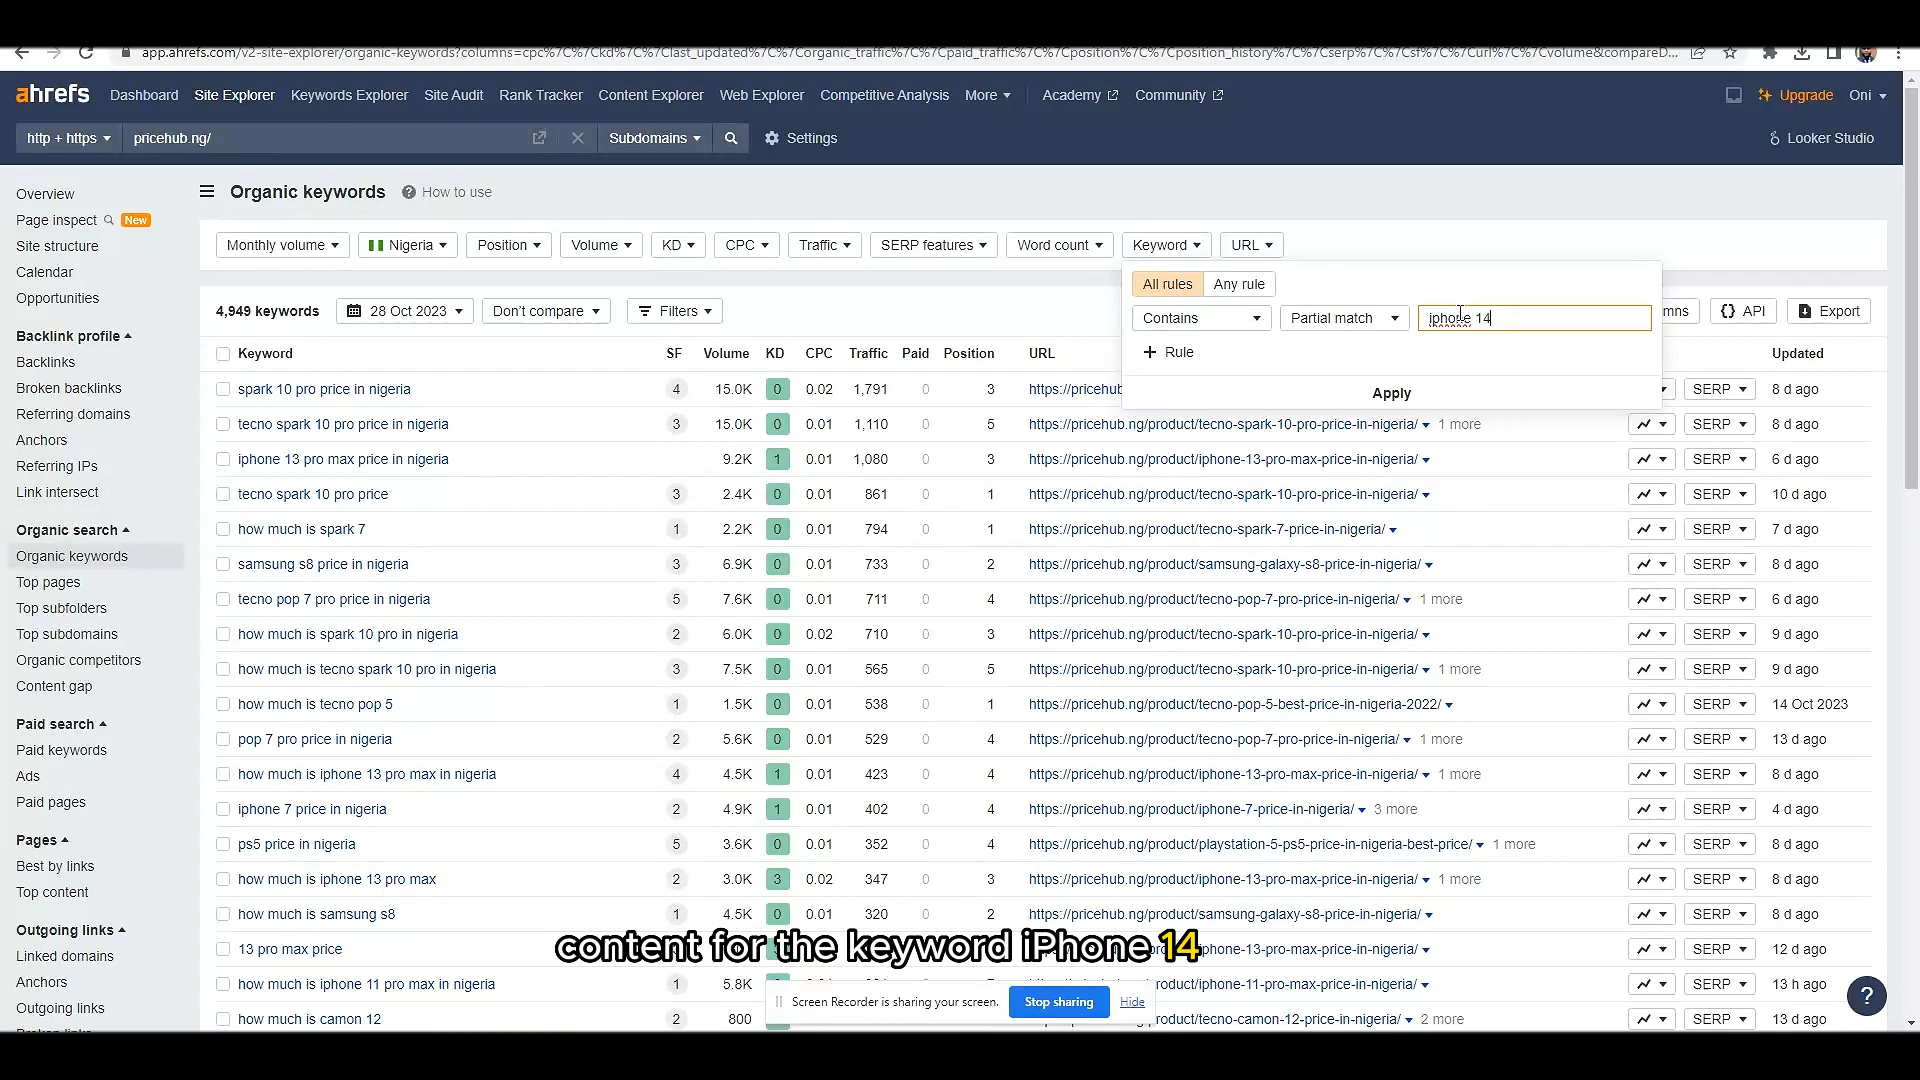 app.ahrefs.com/v2-site-explorer/organic-keywords?columns=cpc%7C%7Ckd%7C%7Clast_updated%7C%7Corganic_traffic%7C%7Cpaid_traffic%7C%7Cposition%7C%7Cposition_history%7C%7Cserp%7C%7Csf%7C%7Curl%7C%7Cvolume&compareD...
ahrefs Dashboard Site Explorer Keywords Explorer Site Audit Rank Tracker Content Explorer Web Explorer Competitive Analysis More Academy Community Upgrade Oni
http + https pricehub.ng/ Subdomains Settings Looker Studio
Overview
Page inspect New
Site structure
Calendar
Opportunities
Backlink profile
Backlinks
Broken backlinks
Referring domains
Anchors
Referring IPs
Link intersect
Organic search
Organic keywords
Top pages
Top subfolders
Top subdomains
Organic competitors
Content gap
Paid search
Paid keywords
Ads
Paid pages
Pages
Best by links
Top content
Outgoing links
Linked domains
Anchors
Outgoing links
Organic keywords ? How to use
Monthly volume Nigeria Position Volume KD CPC Traffic SERP features Word count Keyword URL
All rules Any rule
Contains Partial match iphone 14
+ Rule
Apply
4,949 keywords 28 Oct 2023 Don't compare Filters mns {} API Export
Keyword SF Volume KD CPC Traffic Paid Position URL Updated
spark 10 pro price in nigeria 4 15.0K 0 0.02 1,791 0 3 https://pricehub SERP 8 d ago
tecno spark 10 pro price in nigeria 3 15.0K 0 0.01 1,110 0 5 https://pricehub.ng/product/tecno-spark-10-pro-price-in-nigeria/ 1 more SERP 8 d ago
iphone 13 pro max price in nigeria 9.2K 1 0.01 1,080 0 3 https://pricehub.ng/product/iphone-13-pro-max-price-in-nigeria/ SERP 6 d ago
tecno spark 10 pro price 3 2.4K 0 0.01 861 0 1 https://pricehub.ng/product/tecno-spark-10-pro-price-in-nigeria/ SERP 10 d ago
how much is spark 7 1 2.2K 0 0.01 794 0 1 https://pricehub.ng/product/tecno-spark-7-price-in-nigeria/ SERP 7 d ago
samsung s8 price in nigeria 3 6.9K 0 0.01 733 0 2 https://pricehub.ng/product/samsung-galaxy-s8-price-in-nigeria/ SERP 8 d ago
tecno pop 7 pro price in nigeria 5 7.6K 0 0.01 711 0 4 https://pricehub.ng/product/tecno-pop-7-pro-price-in-nigeria/ 1 more SERP 6 d ago
how much is spark 10 pro in nigeria 2 6.0K 0 0.02 710 0 3 https://pricehub.ng/product/tecno-spark-10-pro-price-in-nigeria/ SERP 9 d ago
how much is tecno spark 10 pro in nigeria 3 7.5K 0 0.01 565 0 5 https://pricehub.ng/product/tecno-spark-10-pro-price-in-nigeria/ 1 more SERP 9 d ago
how much is tecno pop 5 1 1.5K 0 0.01 538 0 1 https://pricehub.ng/product/tecno-pop-5-best-price-in-nigeria-2022/ SERP 14 Oct 2023
pop 7 pro price in nigeria 2 5.6K 0 0.01 529 0 4 https://pricehub.ng/product/tecno-pop-7-pro-price-in-nigeria/ 1 more SERP 13 d ago
how much is iphone 13 pro max in nigeria 4 4.5K 1 0.01 423 0 4 https://pricehub.ng/product/iphone-13-pro-max-price-in-nigeria/ 1 more SERP 8 d ago
iphone 7 price in nigeria 2 4.9K 1 0.01 402 0 4 https://pricehub.ng/product/iphone-7-price-in-nigeria/ 3 more SERP 4 d ago
ps5 price in nigeria 5 3.6K 0 0.01 352 0 4 https://pricehub.ng/product/playstation-5-ps5-price-in-nigeria-best-price/ 1 more SERP 8 d ago
how much is iphone 13 pro max 2 3.0K 3 0.02 347 0 3 https://pricehub.ng/product/iphone-13-pro-max-price-in-nigeria/ 1 more SERP 8 d ago
how much is samsung s8 1 4.5K 0 0.01 320 0 2 https://pricehub.ng/product/samsung-galaxy-s8-price-in-nigeria/ SERP 8 d ago
13 pro max price iphone-13-pro-max-price-in-nigeria/ SERP 12 d ago
content for the keyword iPhone 14
how much is iphone 11 pro max in nigeria 1 5.8K /product/iphone-11-pro-max-price-in-nigeria/ SERP 13 h ago
Screen Recorder is sharing your screen. Stop sharing Hide
how much is camon 12 2 800 product/tecno-camon-12-price-in-nigeria/ 2 more SERP 13 d ago
?